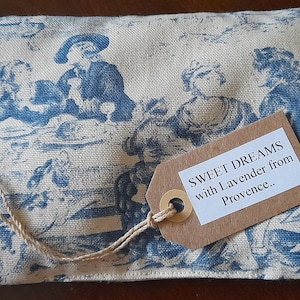 SWEET DREAMS
with Lavender from
Provence..